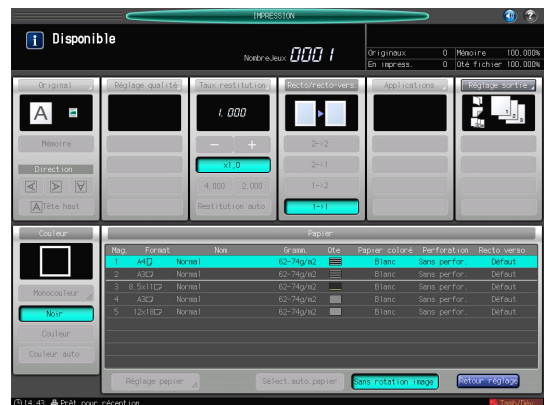 IMPRESSION
Disponible
NombreJeux 0001
Originaux 0 Mémoire 100.000%
En impress. 0 Qté fichier 100.000%
Original Réglage qualité Taux restitution Recto/recto-vers. Applications Réglage sortie
A 1.000 1 2 3
Mémoire - + 2->2
Direction x1,0 2->1
4.000 2.000 1->2
Tête haut Restitution auto 1->1
Couleur Papier
Mag. Format Nom Gramm. Qte Papier coloré Perforation Recto verso
1 A4 Normal 62-74g/m2 Blanc Sans perfor. Défaut
2 A3 Normal 62-74g/m2 Blanc Sans perfor. Défaut
3 8.5x11 Normal 62-74g/m2 Blanc Sans perfor. Défaut
4 A3 Normal 62-74g/m2 Blanc Sans perfor. Défaut
5 12x18 Normal 62-74g/m2 Blanc Sans perfor. Défaut
Monocouleur
Noir
Couleur
Couleur auto
Réglage papier Sélect.auto.papier Sans rotation image Retour réglage
14:43 Prêt pour réception Tamb/Dév